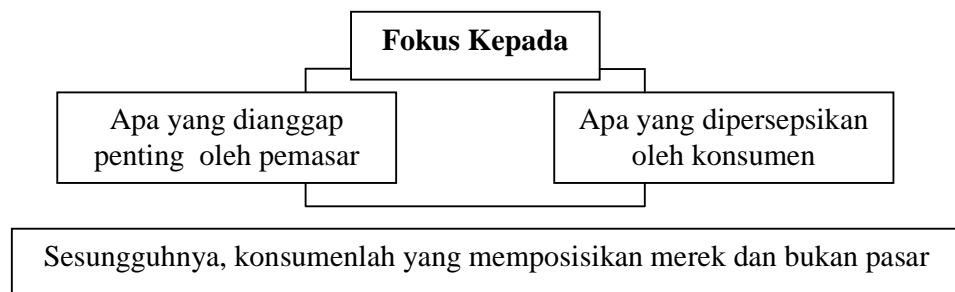 Fokus Kepada
Apa yang dianggap
penting oleh pemasar
Apa yang dipersepsikan
oleh konsumen
Sesungguhnya, konsumenlah yang memposisikan merek dan bukan pasar